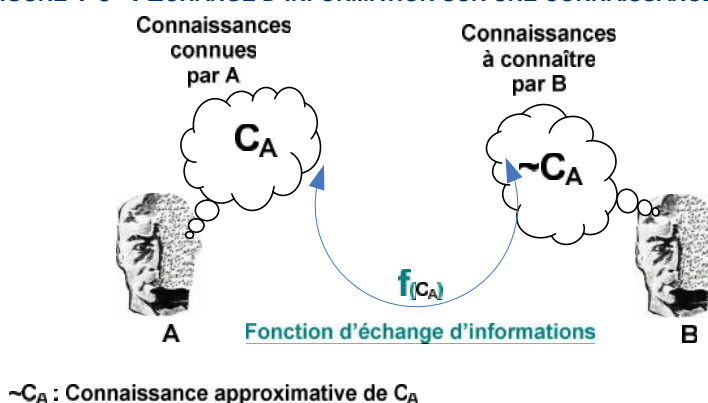 Connaissances
connues
par A
Connaissances
à connaître
par B
CA
~CA
f(CA)
A
Fonction d'échange d'informations
B
~CA : Connaissance approximative de CA